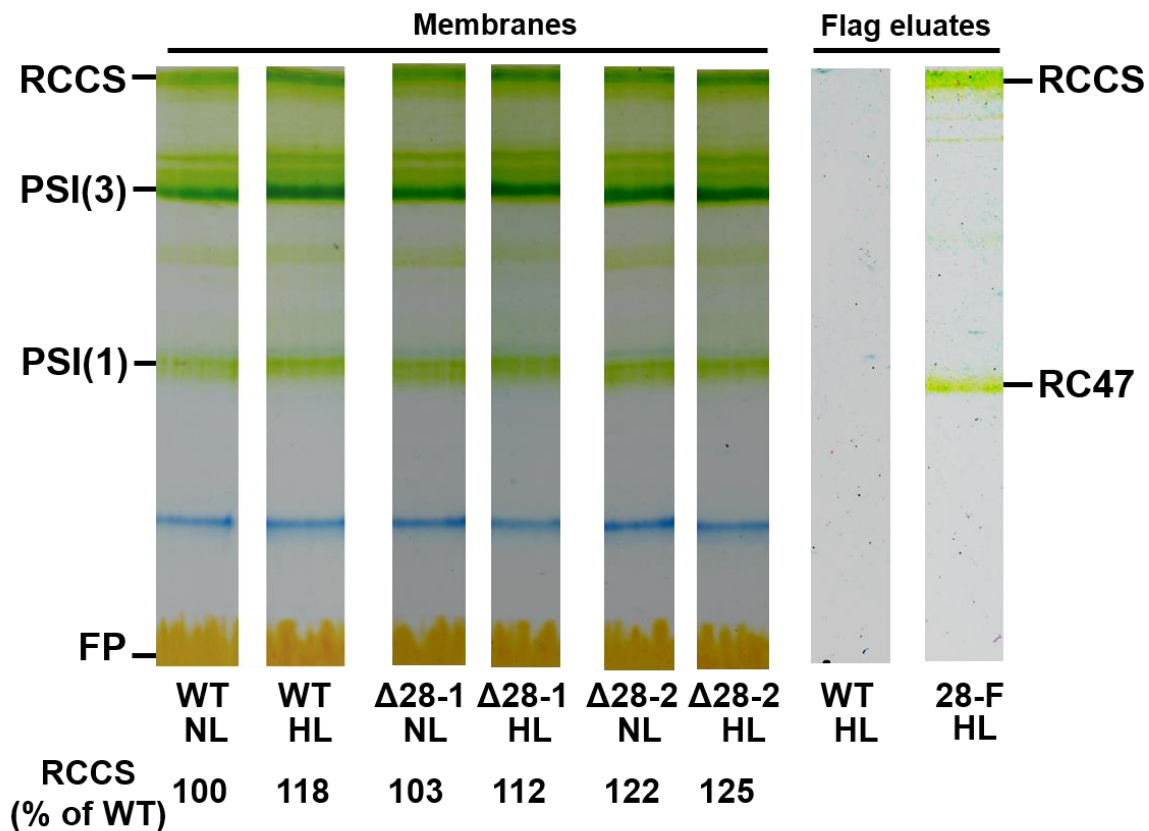 Membranes
Flag eluates
RCCS
RCCS
PSI(3)
PSI(1)
RC47
FP
WT WT Δ28-1 Δ28-1 Δ28-2 Δ28-2 WT 28-F
NL HL NL HL NL HL HL HL
RCCS
(% of WT)
100 118 103 112 122 125